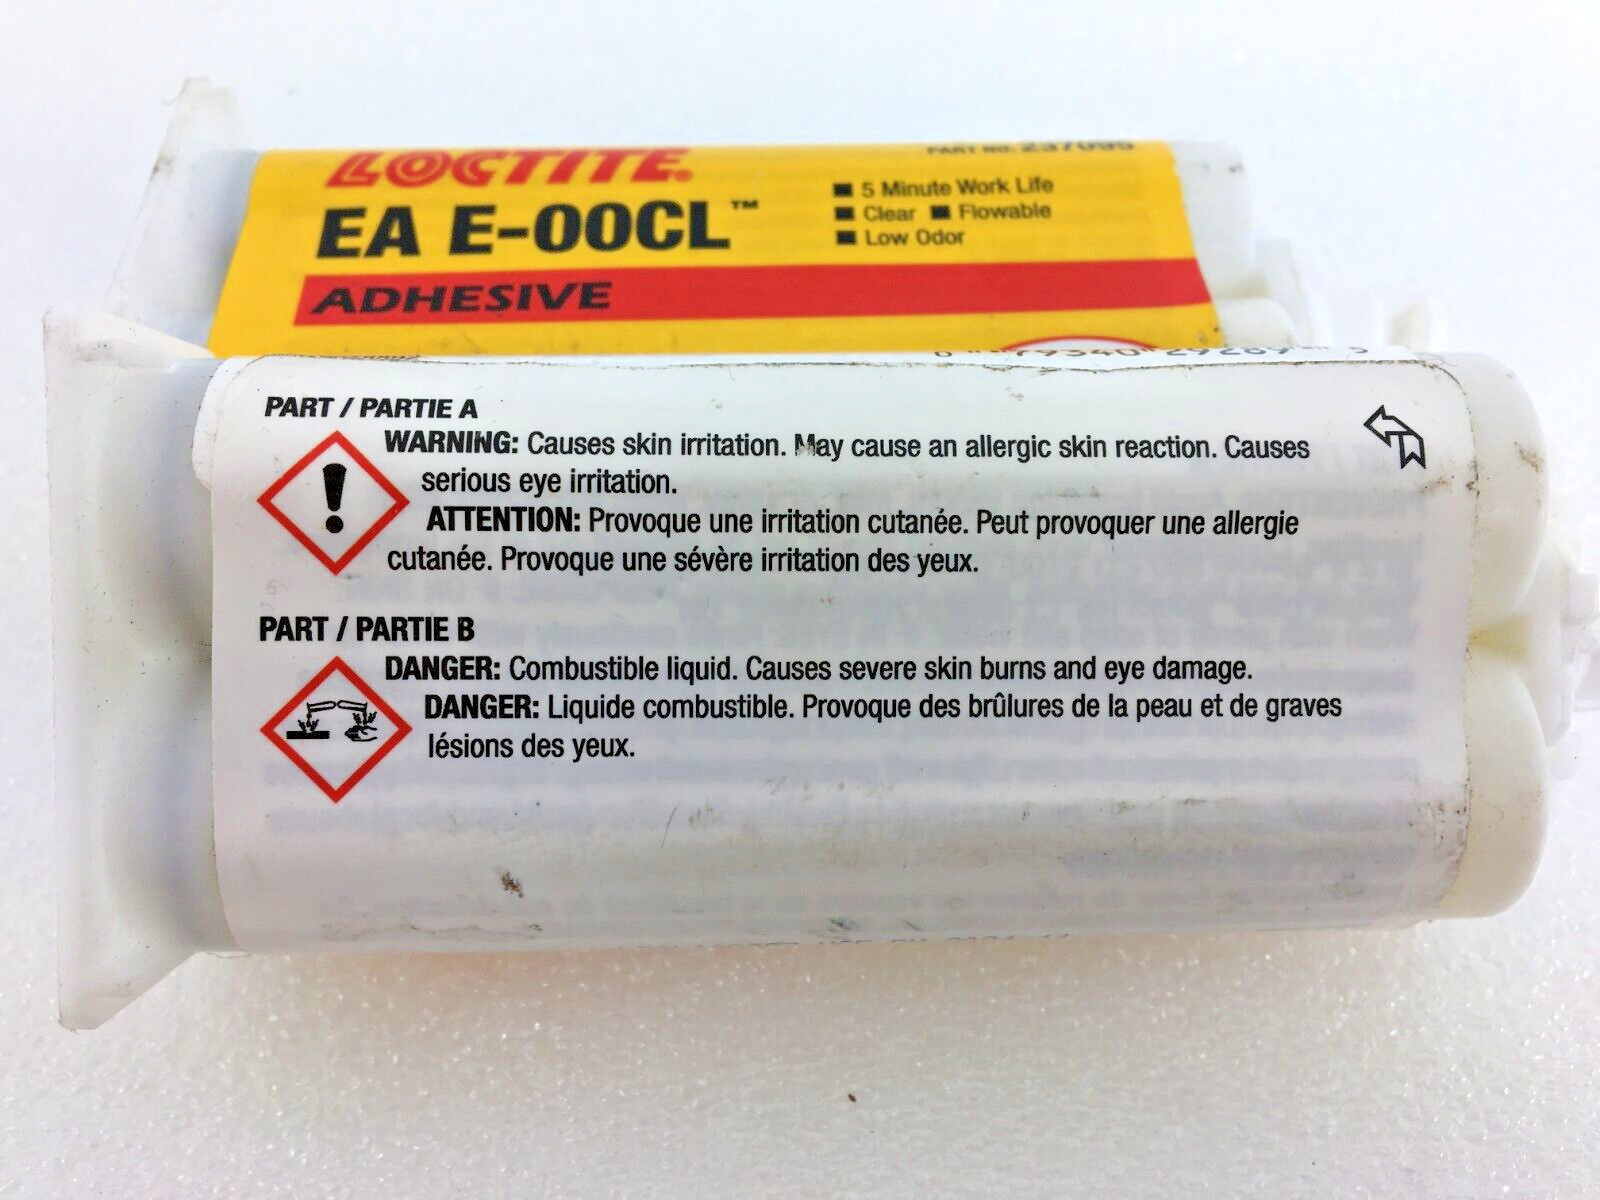 LOCTITE.
EA E-00CL™
ADHESIVE
PART NO. 237095
■ 5 Minute Work Life
■ Clear ■ Flowable
■ Low Odor
PART / PARTIE A
WARNING: Causes skin irritation. May cause an allergic skin reaction. Causes
serious eye irritation.
ATTENTION: Provoque une irritation cutanée. Peut provoquer une allergie
cutanée. Provoque une sévère irritation des yeux.
PART / PARTIE B
DANGER: Combustible liquid. Causes severe skin burns and eye damage.
DANGER: Liquide combustible. Provoque des brûlures de la peau et de graves
lésions des yeux.